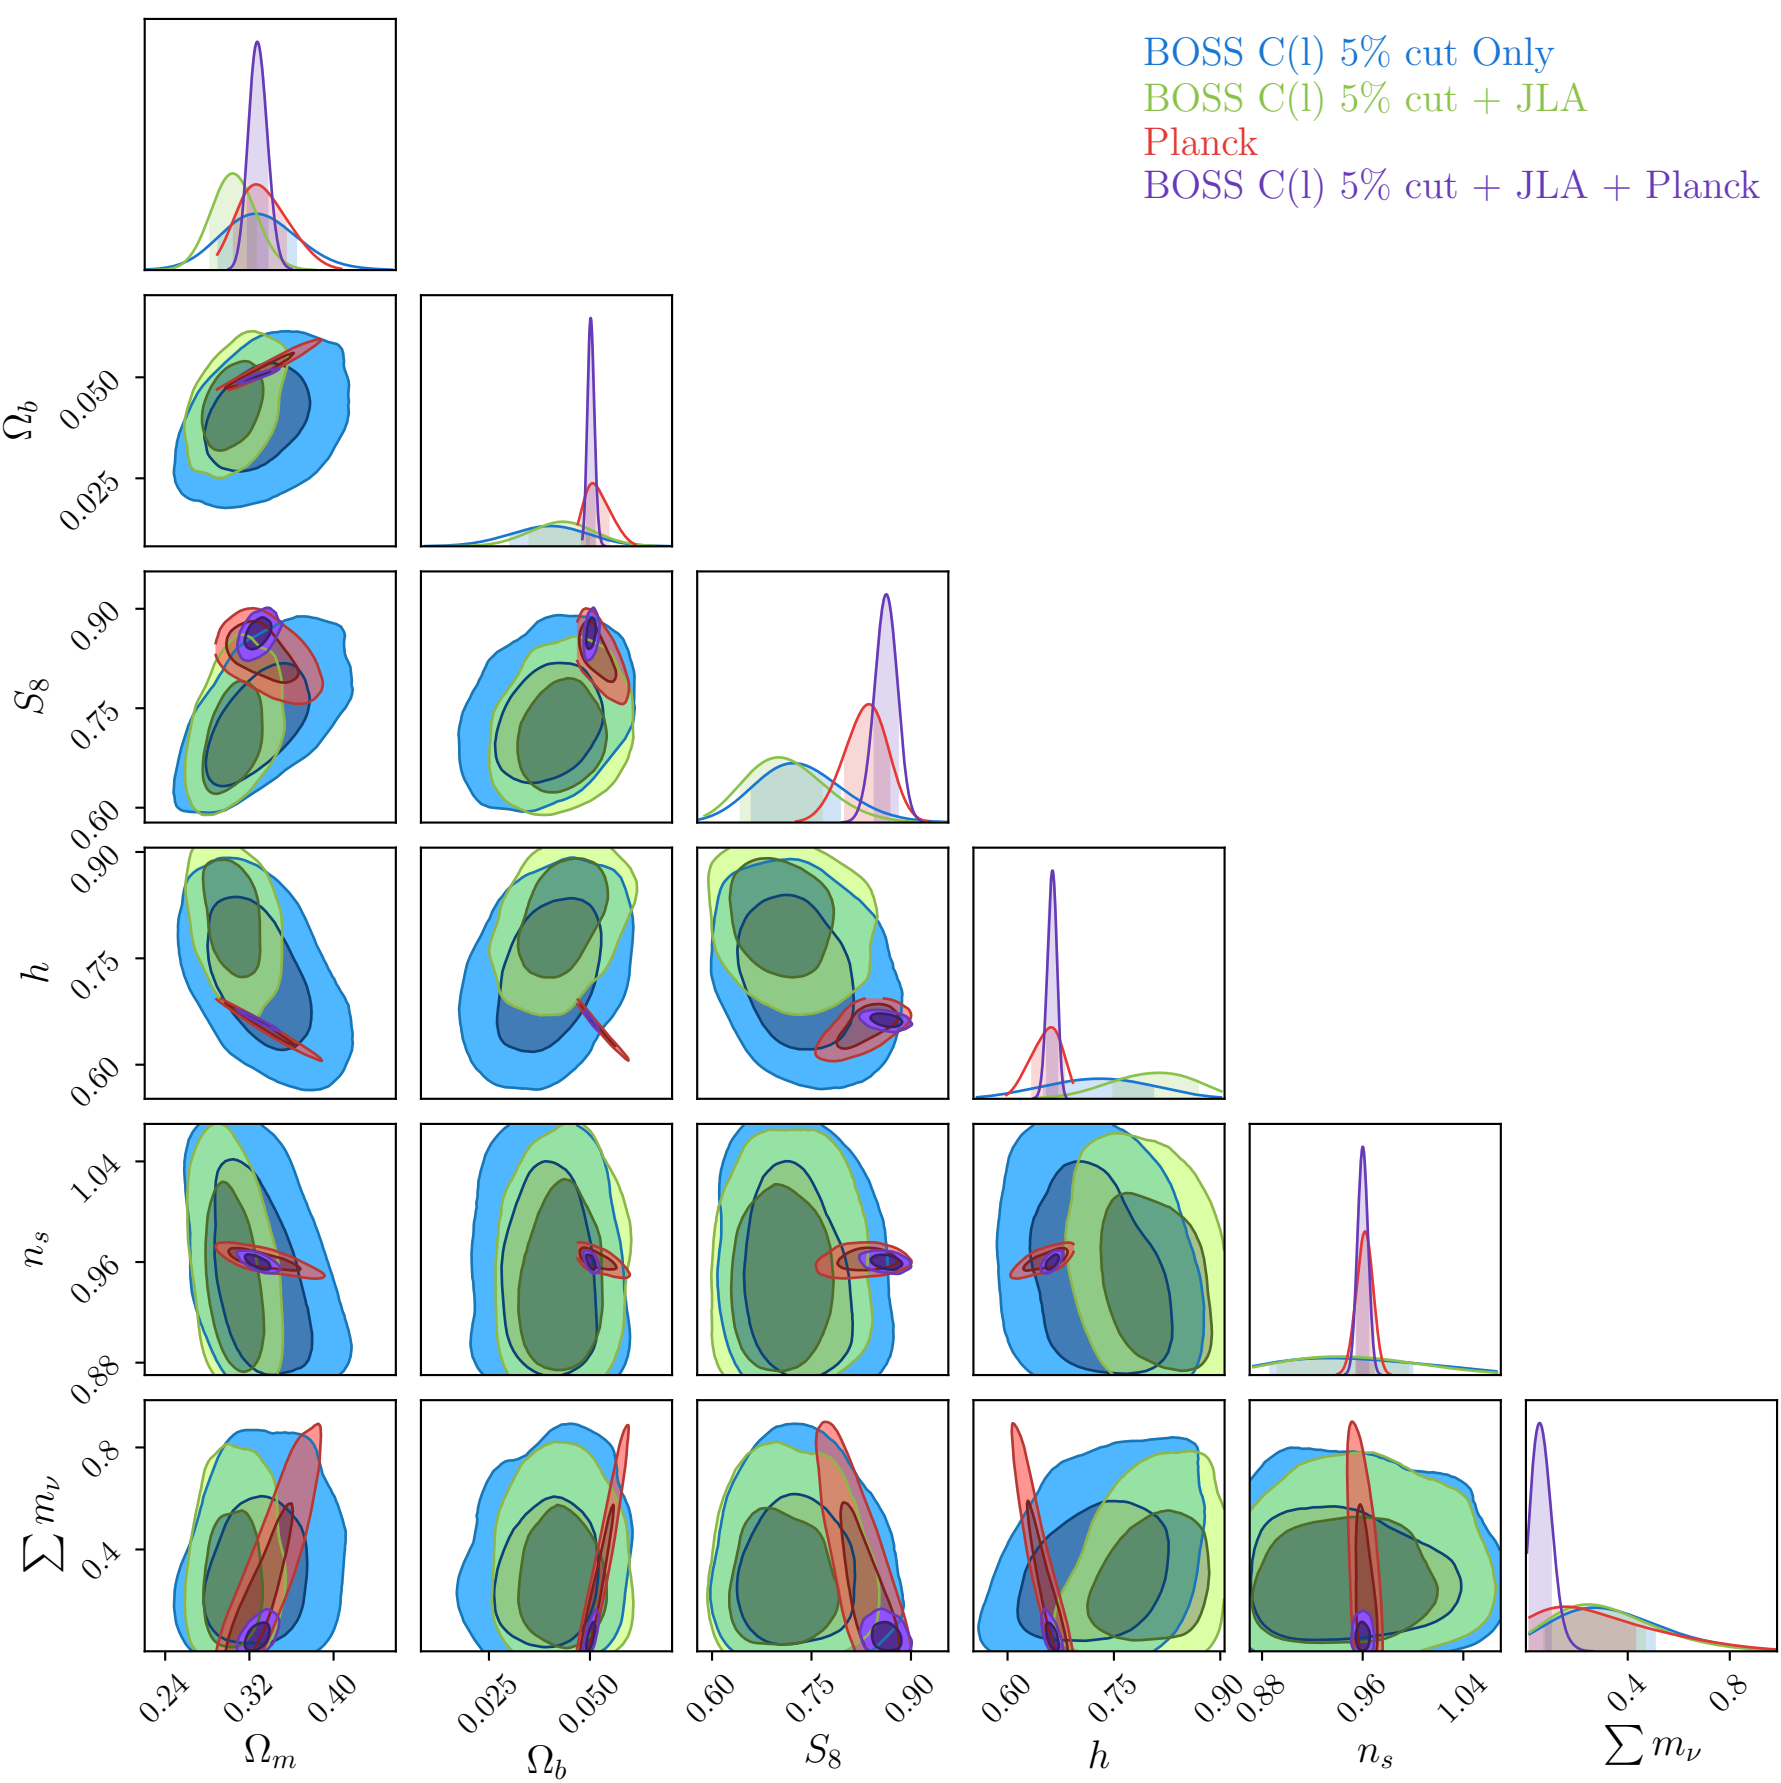 BOSS C(l) 5% cut Only
BOSS C(l) 5% cut + JLA
Planck
BOSS C(l) 5% cut + JLA + Planck
Ω_b
0.050
0.025
S_8
0.90
0.75
0.60
h
0.90
0.75
0.60
n_s
1.04
0.96
0.88
∑ m_ν
0.8
0.4
0.24 0.32 0.40 0.025 0.050 0.60 0.75 0.90 0.60 0.75 0.90 0.88 0.96 1.04 0.4 0.8
Ω_m Ω_b S_8 h n_s ∑ m_ν